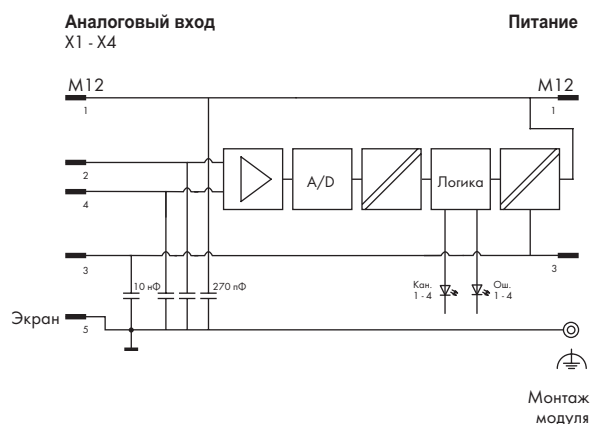 Аналоговый вход
X1 - X4
Питание
M12
M12
1
1
2
4
A/D
Логика
3
3
10 нФ
270 пФ
Кан.
1 - 4
Ош.
1 - 4
Экран
5
Монтаж
модуля